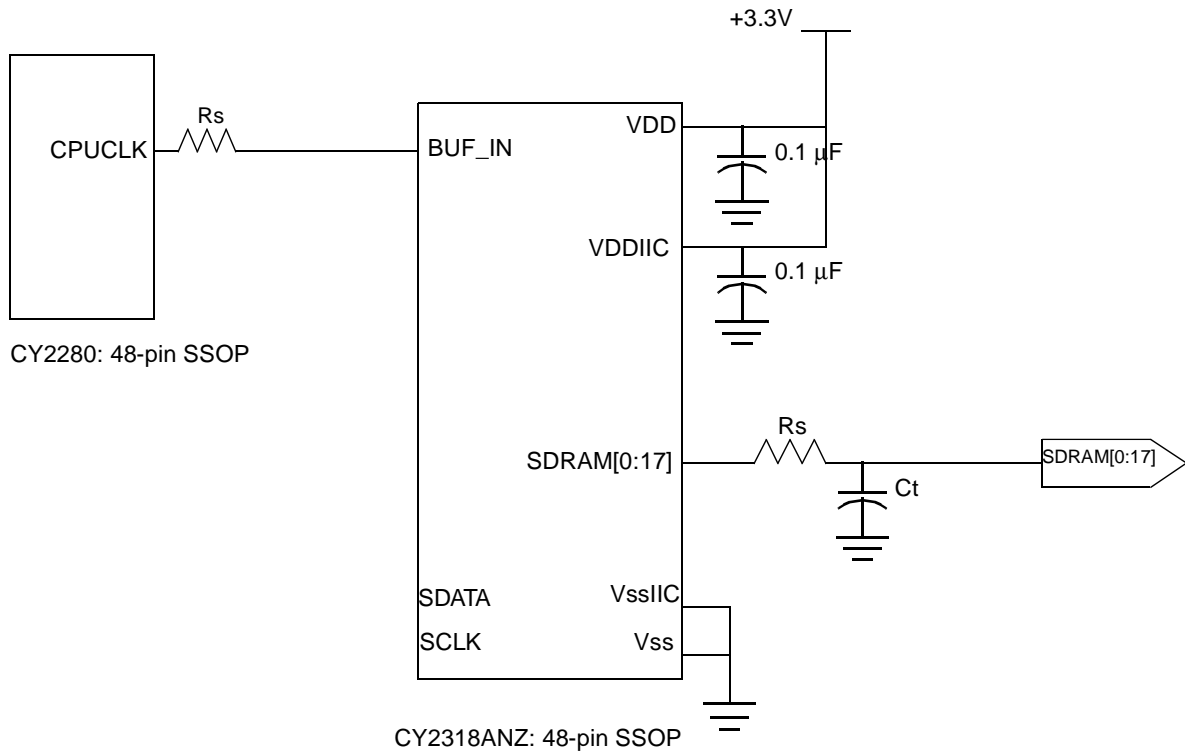 +3.3V
Rs
CPUCLK
BUF_IN
VDD
0.1 µF
VDDIIC
0.1 µF
CY2280: 48-pin SSOP
Rs
SDRAM[0:17]
SDRAM[0:17]
Ct
SDATA
VssIIC
SCLK
Vss
CY2318ANZ: 48-pin SSOP